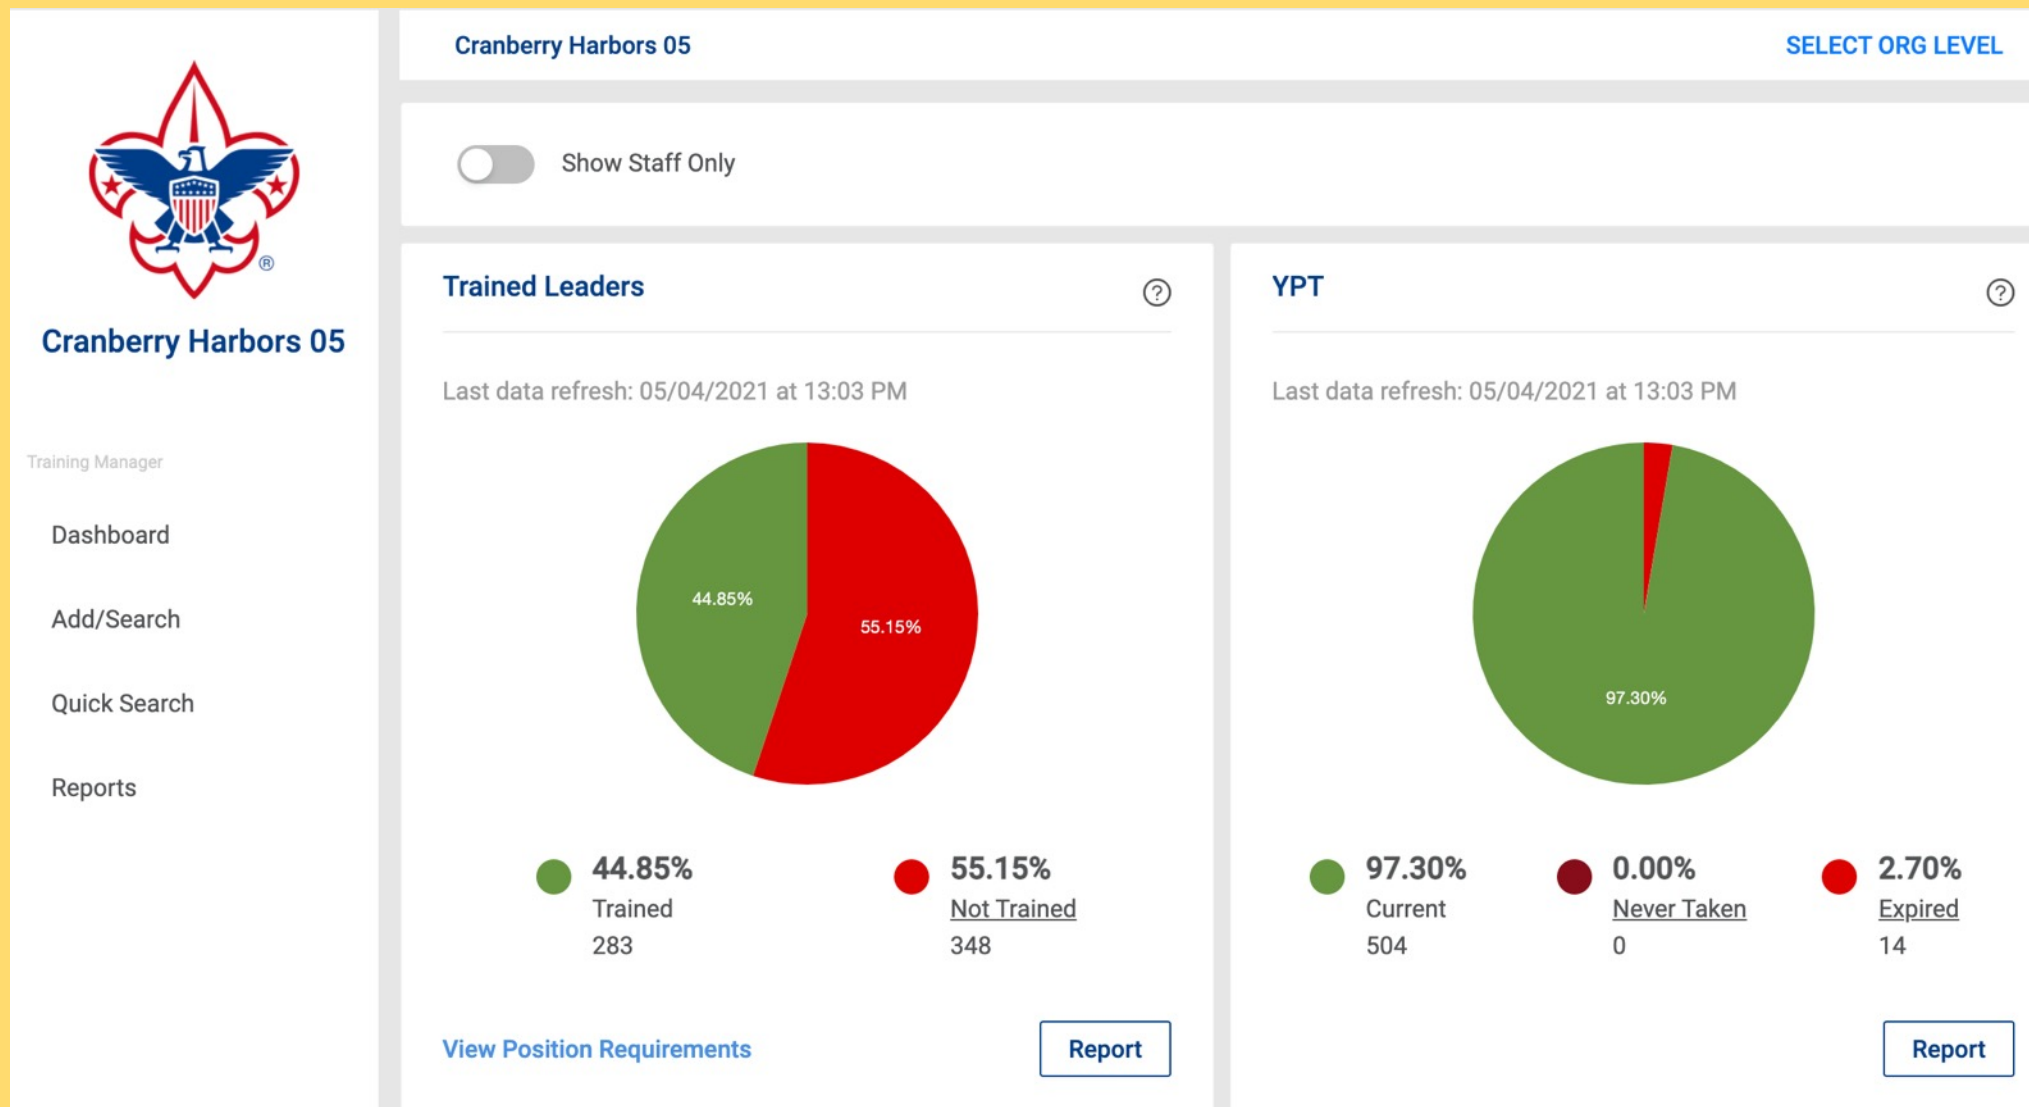 Cranberry Harbors 05
SELECT ORG LEVEL
Show Staff Only
®
Cranberry Harbors 05
Training Manager
Dashboard
Add/Search
Quick Search
Reports
Trained Leaders
?
Last data refresh: 05/04/2021 at 13:03 PM
44.85%
55.15%
44.85%
Trained
283
55.15%
Not Trained
348
View Position Requirements
Report
YPT
?
Last data refresh: 05/04/2021 at 13:03 PM
97.30%
97.30%
Current
504
0.00%
Never Taken
0
2.70%
Expired
14
Report